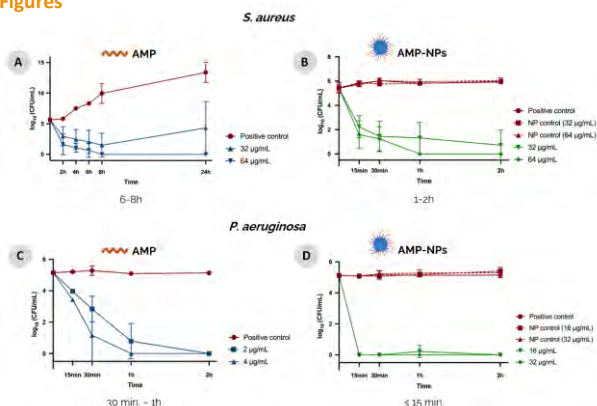 Figures
S. aureus
A
AMP
log₁₀(CFU/mL)
15
10
5
0
2h 4h 6h 8h 24h
Time
Positive control
32 µg/mL
64 µg/mL
6-8h
B
AMP-NPs
log₁₀(CFU/mL)
8
6
4
2
0
15min 30min 1h 2h
Time
Positive control
NP control (32 µg/mL)
NP control (64 µg/mL)
32 µg/mL
64 µg/mL
1-2h
P. aeruginosa
C
AMP
log₁₀(CFU/mL)
6
4
2
0
15min 30min 1h 2h
Time
Positive control
2 µg/mL
4 µg/mL
30 min. – 1h
D
AMP-NPs
log₁₀(CFU/mL)
6
4
2
0
15min 30min 1h 2h
Time
Positive control
NP control (16 µg/mL)
NP control (32 µg/mL)
16 µg/mL
32 µg/mL
≤ 15 min.